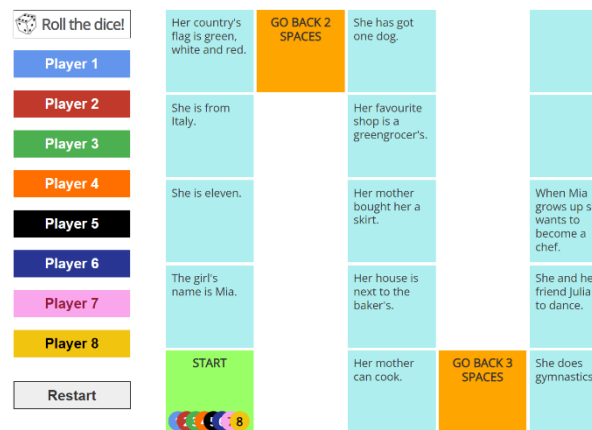 Roll the dice!
Player 1
Player 2
Player 3
Player 4
Player 5
Player 6
Player 7
Player 8
Restart
Her country's
flag is green,
white and red.
GO BACK 2
SPACES
She has got
one dog.
She is from
Italy.
Her favourite
shop is a
greengrocer's.
She is eleven.
Her mother
bought her a
skirt.
When Mia
grows up s
wants to
become a
chef.
The girl's
name is Mia.
Her house is
next to the
baker's.
She and he
friend Julia
to dance.
START
Her mother
can cook.
GO BACK 3
SPACES
She does
gymnastics
8